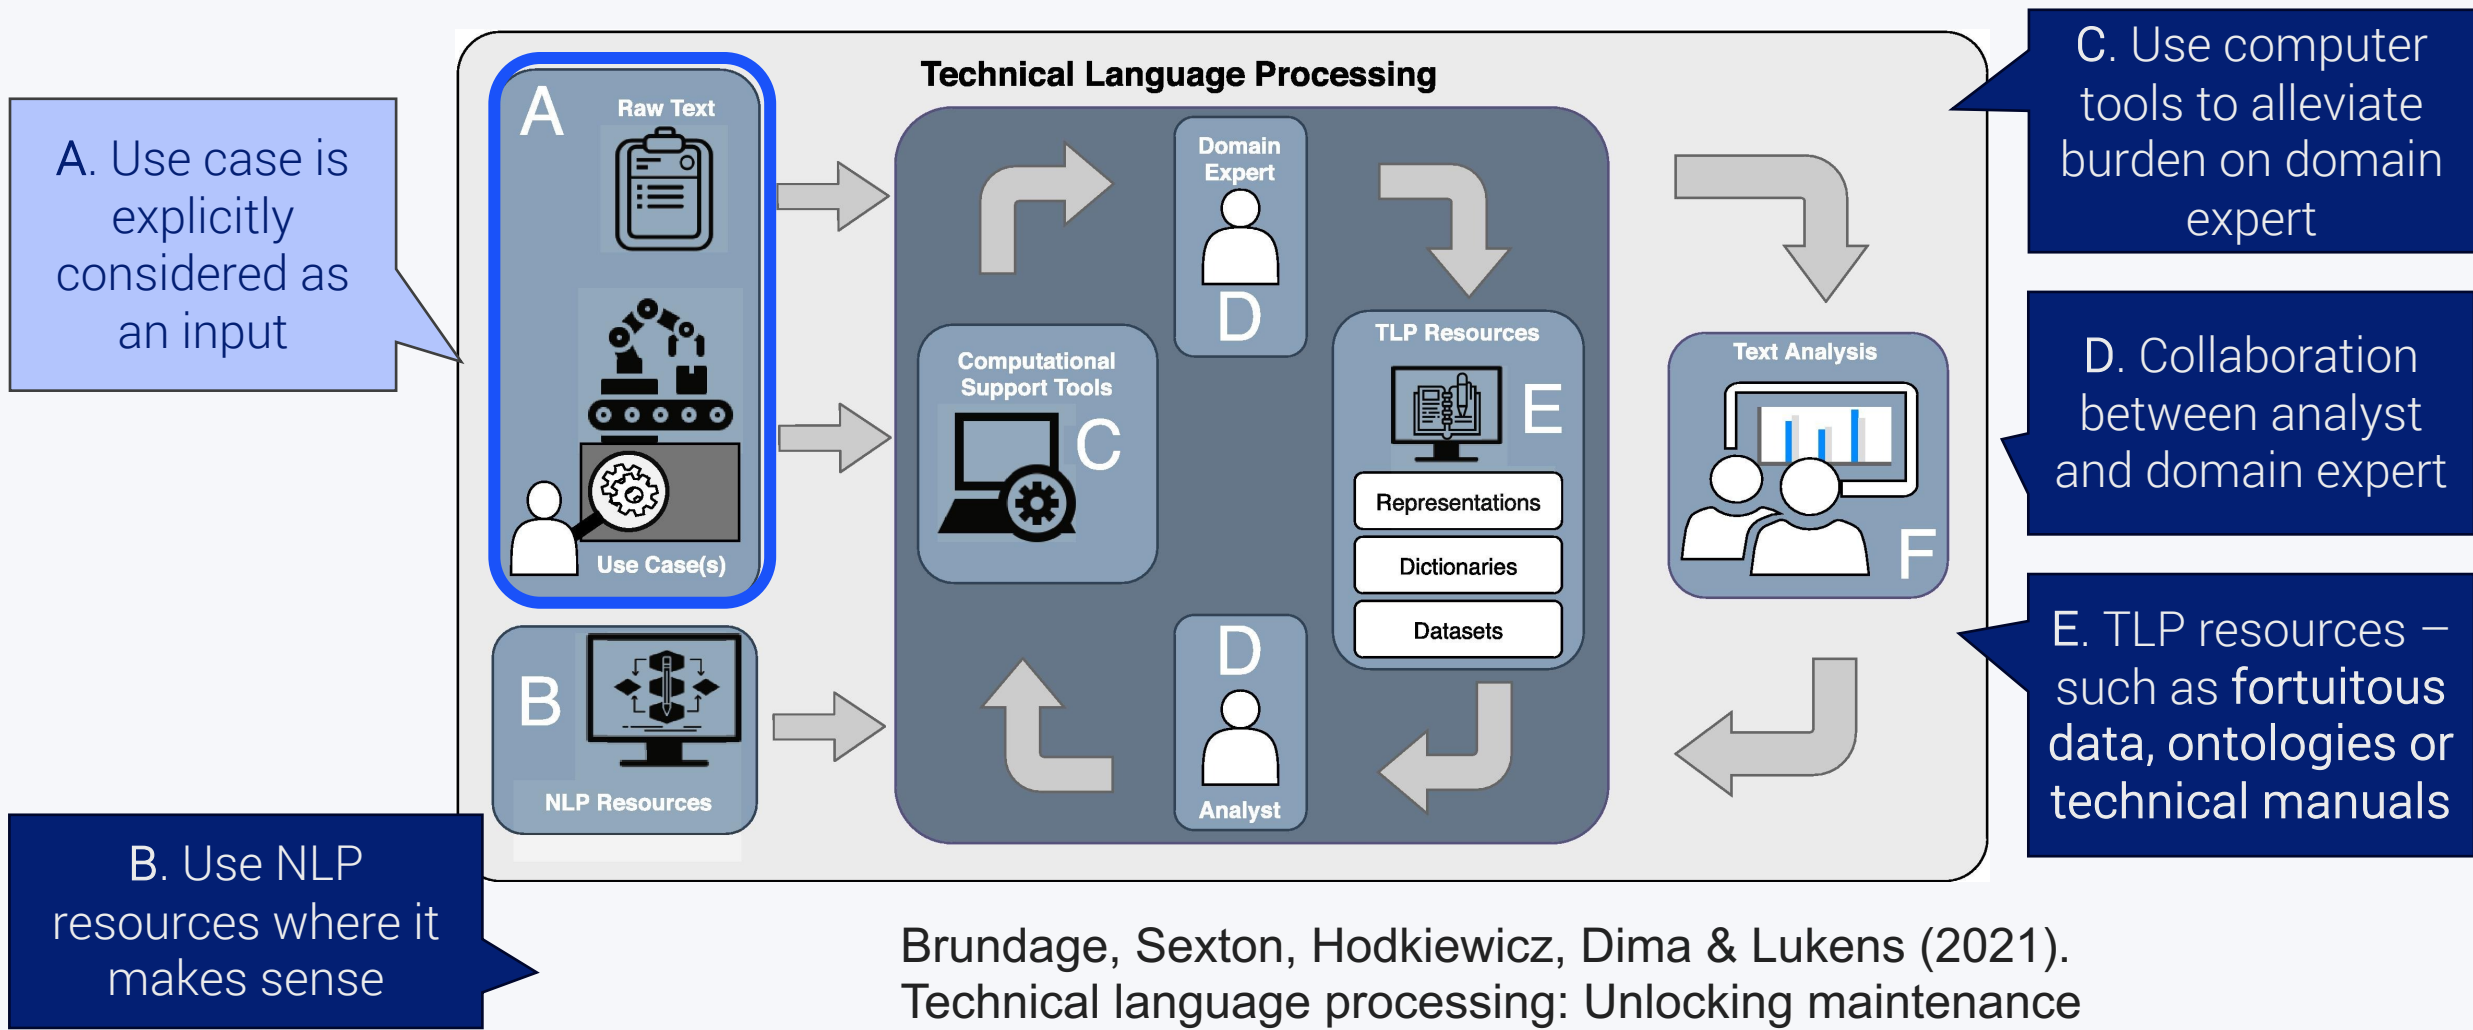 Technical Language Processing
A
Raw Text
Use Case(s)
B
NLP Resources
Computational
Support Tools
C
Domain
Expert
D
D
Analyst
TLP Resources
E
Representations
Dictionaries
Datasets
Text Analysis
F
A. Use case is
explicitly
considered as
an input
B. Use NLP
resources where it
makes sense
C. Use computer
tools to alleviate
burden on domain
expert
D. Collaboration
between analyst
and domain expert
E. TLP resources –
such as fortuitous
data, ontologies or
technical manuals
Brundage, Sexton, Hodkiewicz, Dima & Lukens (2021).
Technical language processing: Unlocking maintenance